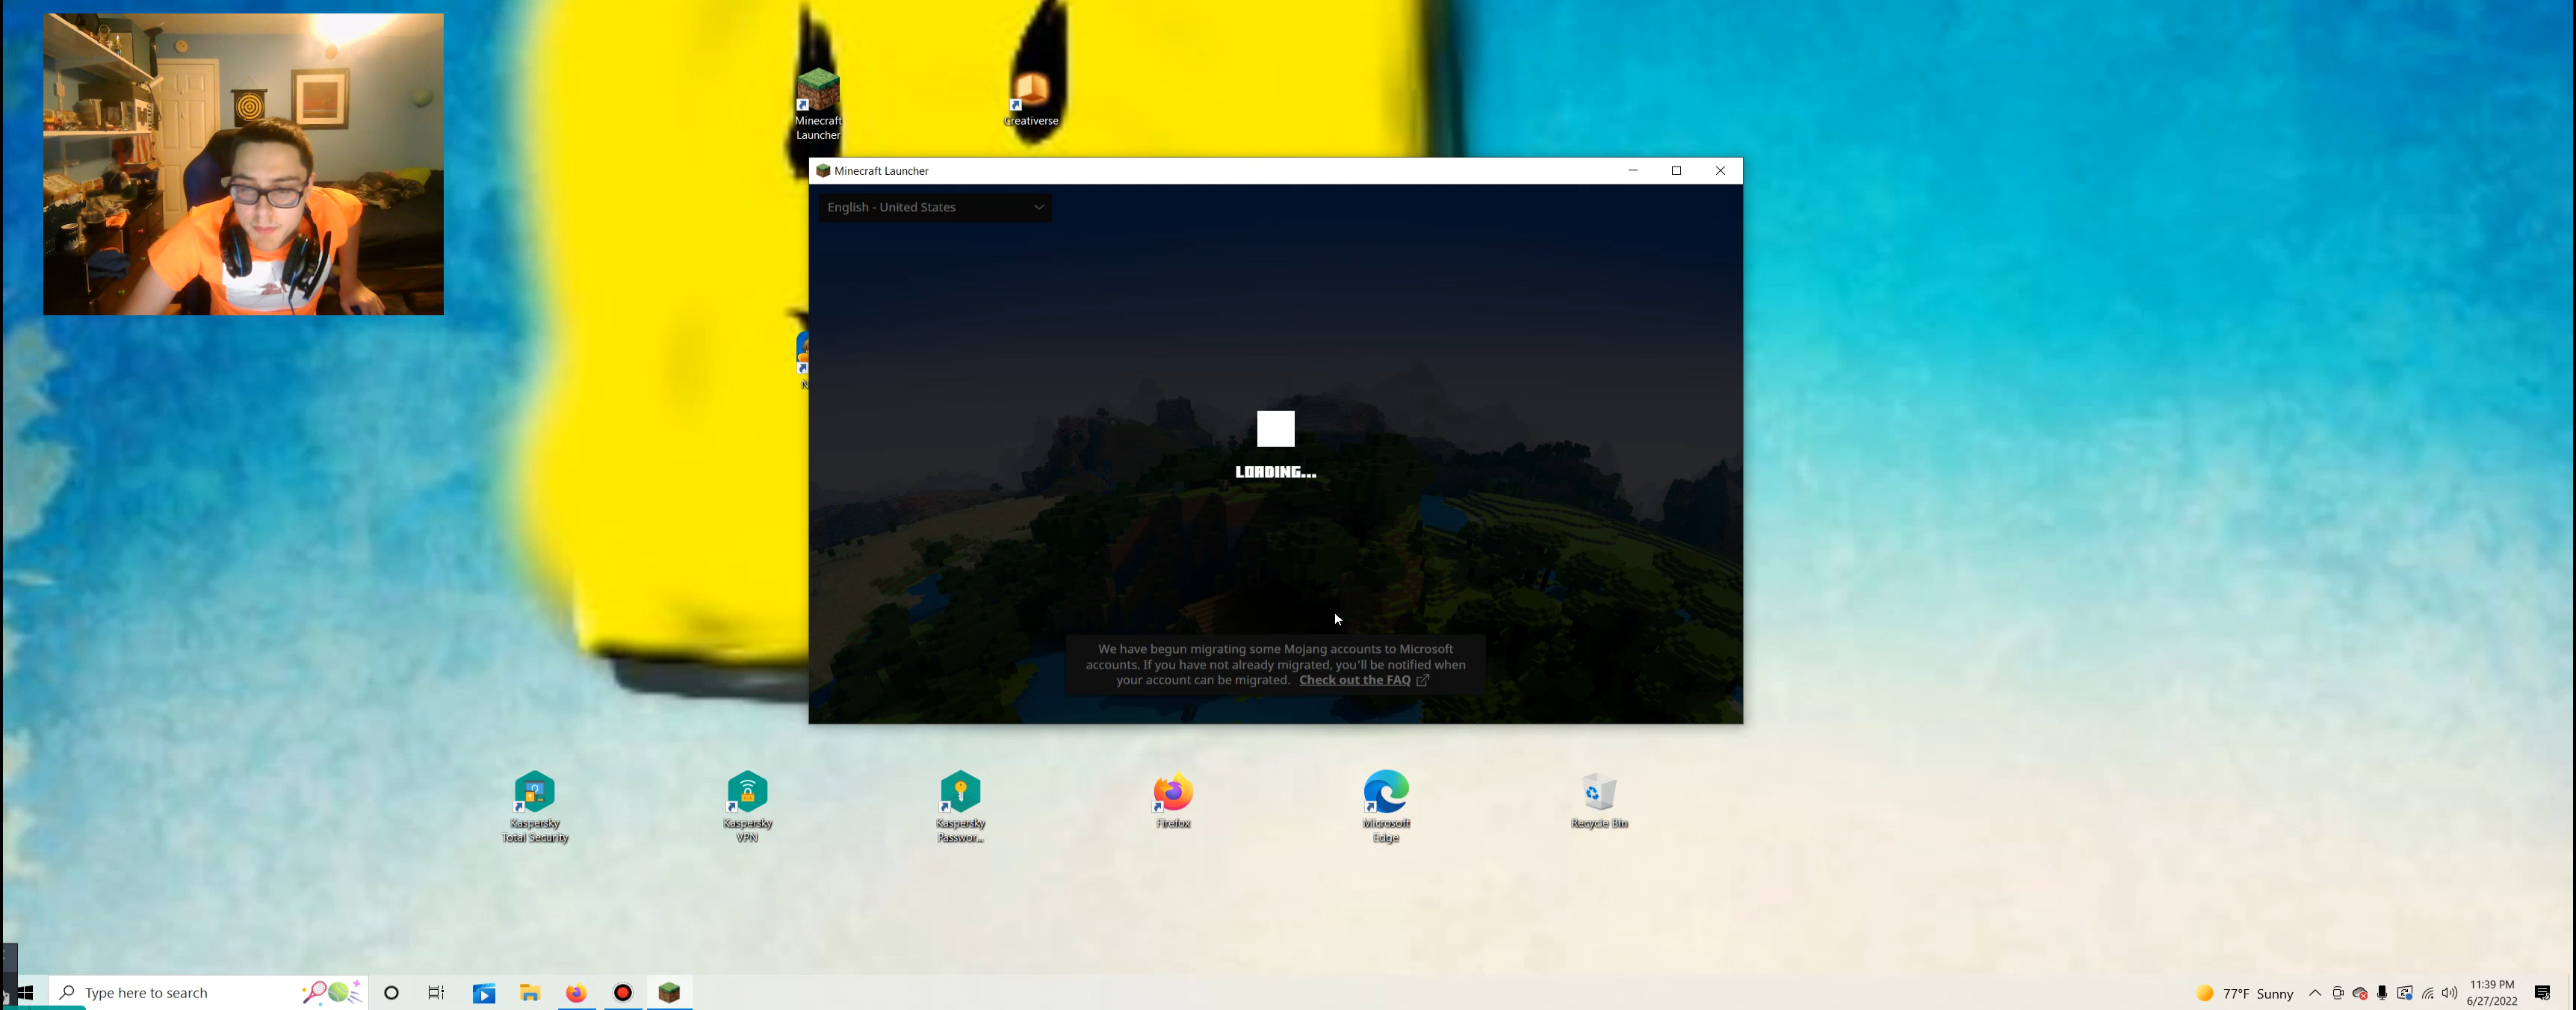 Minecraft
Launcher
Creativerse
Minecraft Launcher
English - United States
LOADING...
We have begun migrating some Mojang accounts to Microsoft
accounts. If you have not already migrated, you'll be notified when
your account can be migrated. Check out the FAQ
Kaspersky
Total Security
Kaspersky
VPN
Kaspersky
Passwor...
Firefox
Microsoft
Edge
Recycle Bin
Type here to search
77°F Sunny
11:39 PM
6/27/2022